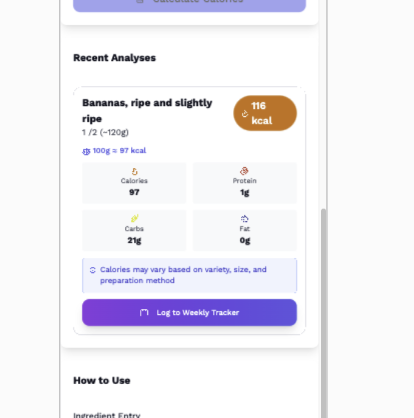 Calculate Calories
Recent Analyses
Bananas, ripe and slightly
ripe
116
kcal
1 /2 (~120g)
100g = 97 kcal
Calories
97
Protein
1g
Carbs
21g
Fat
0g
Calories may vary based on variety, size, and
preparation method
Log to Weekly Tracker
How to Use
Ingredient Entry